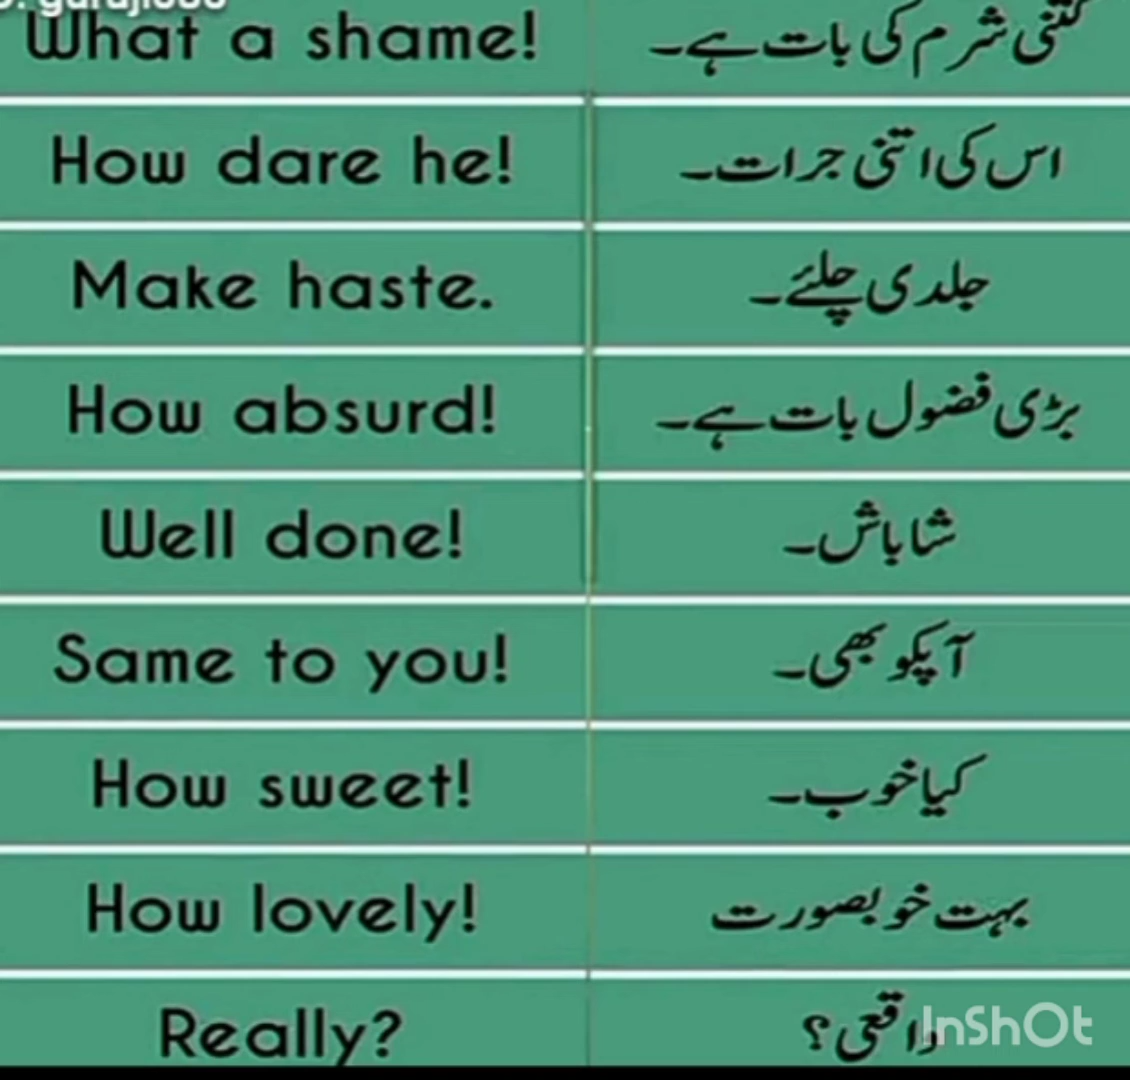 What a shame! کتنی شرم کی بات ہے۔
How dare he! اس کی اتنی جرات۔
Make haste. جلدی چلئے۔
How absurd! بڑی فضول بات ہے۔
Well done! شاباش۔
Same to you! آپکو بھی۔
How sweet! کیا خوب۔
How lovely! بہت خوبصورت
Really? واقعی؟
InShOt